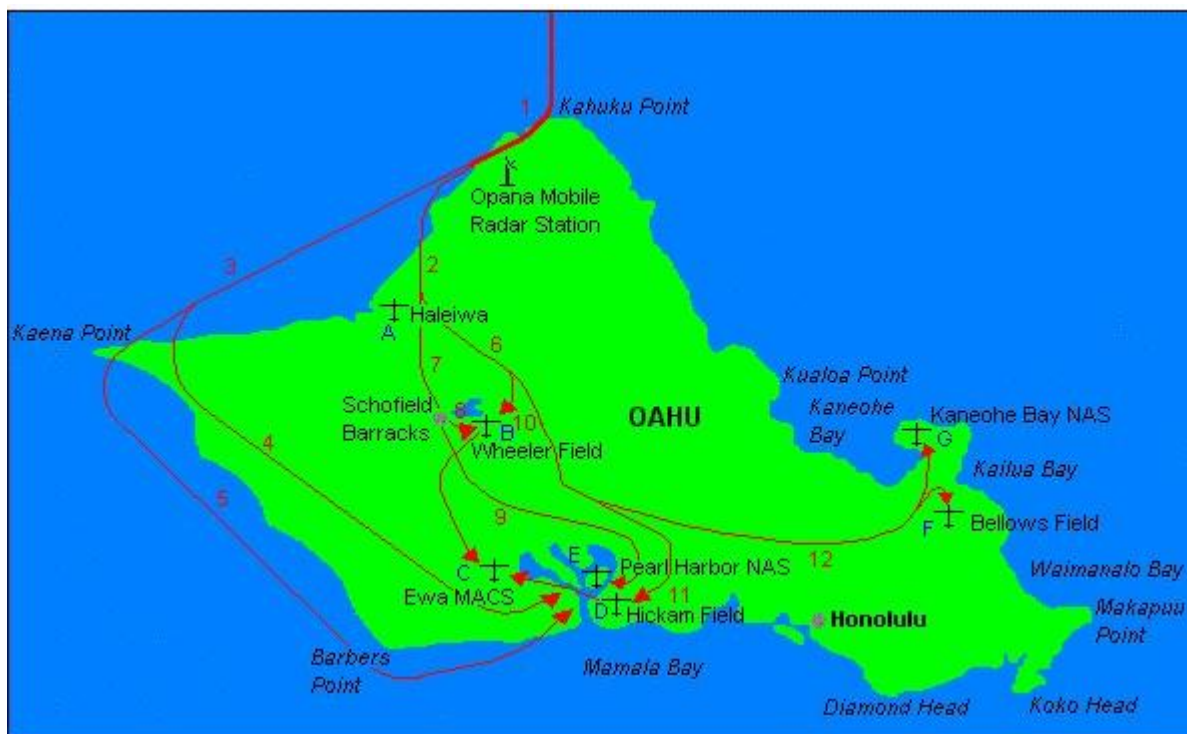 1
Kahuku Point
Opana Mobile
Radar Station
3
2
Kaena Point
Haleiwa
A
6
7
Kualoa Point
Kaneohe
Bay
Kaneohe Bay NAS
G
Schofield
Barracks
8
10
B
OAHU
Wheeler Field
Kailua Bay
4
5
9
F
Bellows Field
12
E
Pearl Harbor NAS
C
Ewa MACS
11
D
Hickam Field
Waimanalo Bay
Makapuu
Point
Honolulu
Barbers
Point
Mamala Bay
Diamond Head
Koko Head